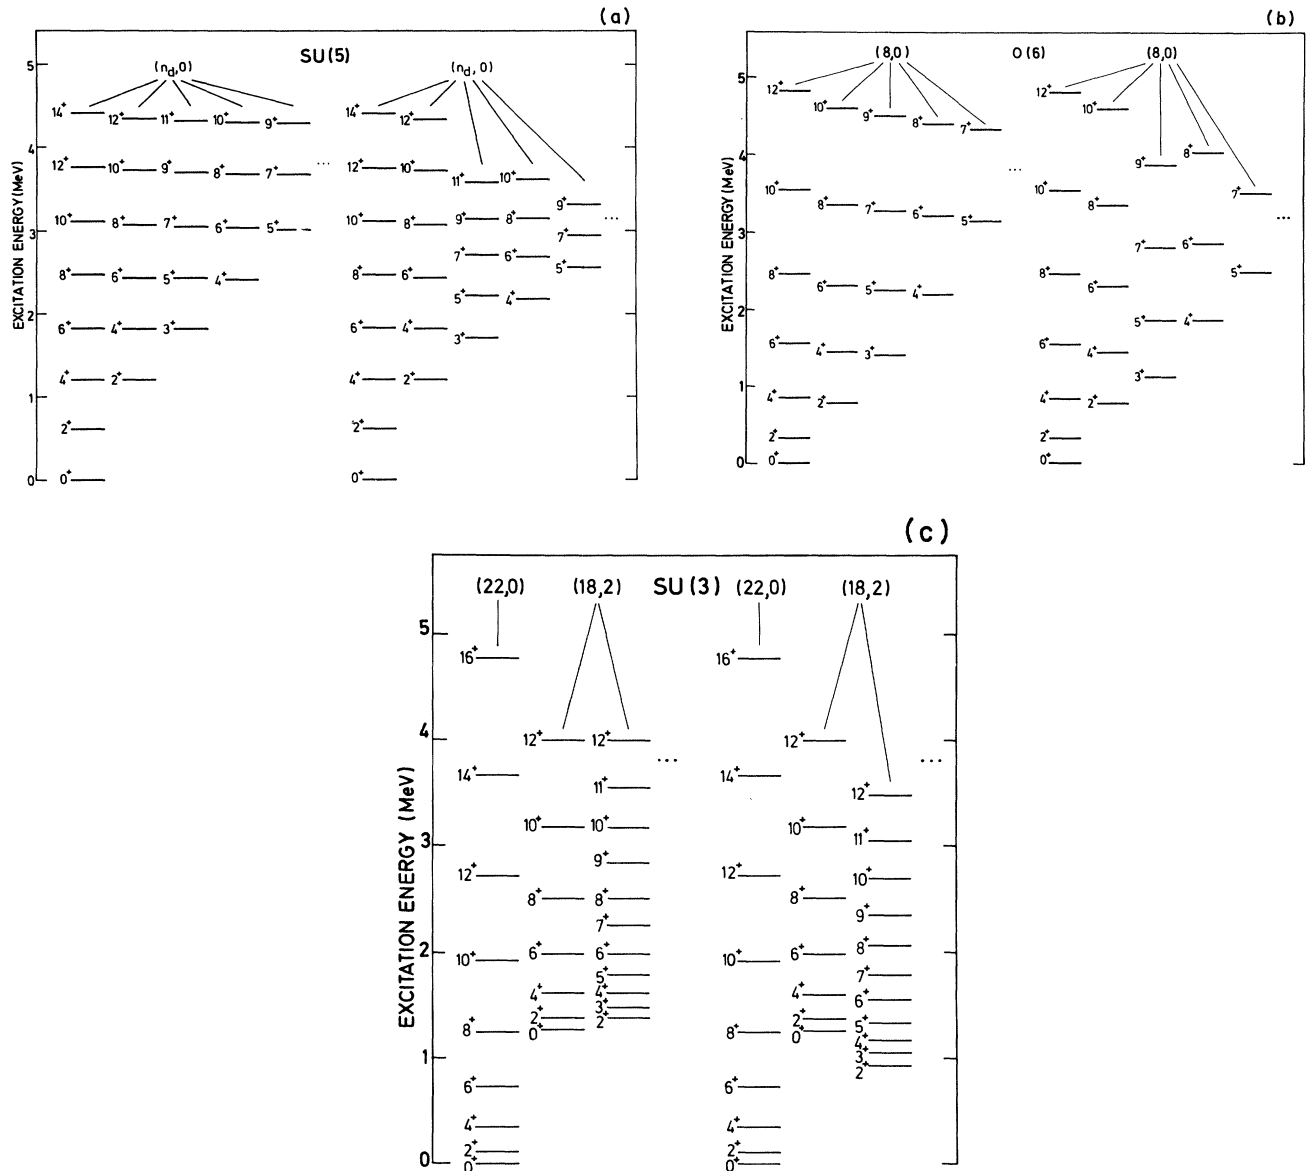 (a)
SU(5)
(n_d,0) (n_d,0)
5
14+ 12+ 11+ 10+ 9+ 14+ 12+
4
12+ 10+ 9+ 8+ 7+ ... 12+ 10+ 11+ 10+
9+
10+ 8+ 7+ 6+ 5+ 10+ 8+ 9+ 8+ ...
3
7+
7+ 6+
5+
8+ 6+ 5+ 4+ 8+ 6+ 5+ 4+
2
6+ 4+ 3+ 6+ 4+ 3+
4+ 2+ 4+ 2+
1
2+ 2+
0 0+ 0+
EXCITATION ENERGY (MeV)
(b)
(8,0) O(6) (8,0)
5
12+ 10+ 9+ 8+ 7+ 12+ 10+
4
9+ 8+
...
10+ 8+ 7+ 6+ 5+ 10+ 8+ 7+
...
3
7+ 6+
8+ 6+ 5+ 4+ 8+ 6+ 5+
2
5+ 4+
6+ 4+ 3+ 6+ 4+
3+
1
4+ 2+ 4+ 2+
2+ 2+
0 0+ 0+
EXCITATION ENERGY (MeV)
(c)
(22,0) (18,2) SU(3) (22,0) (18,2)
5
16+ 16+
4
12+ 12+ 12+
... ...
14+ 11+ 14+ 12+
10+ 10+ 10+ 11+
3
12+ 9+ 12+ 10+
8+ 8+ 8+ 9+
7+
2
10+ 6+ 6+ 10+ 6+ 8+
5+ 7+
4+ 4+ 4+ 6+
3+
8+ 2+ 2+ 8+ 2+ 5+
0+ 0+ 4+
3+
1
2+
6+ 6+
4+ 4+
2+ 2+
0 0+ 0+
EXCITATION ENERGY (MeV)